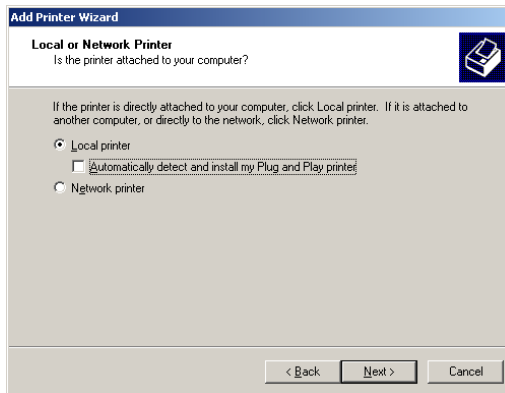 Add Printer Wizard
Local or Network Printer
Is the printer attached to your computer?
If the printer is directly attached to your computer, click Local printer. If it is attached to
another computer, or directly to the network, click Network printer.
Local printer
Automatically detect and install my Plug and Play printer
Network printer
< Back
Next >
Cancel